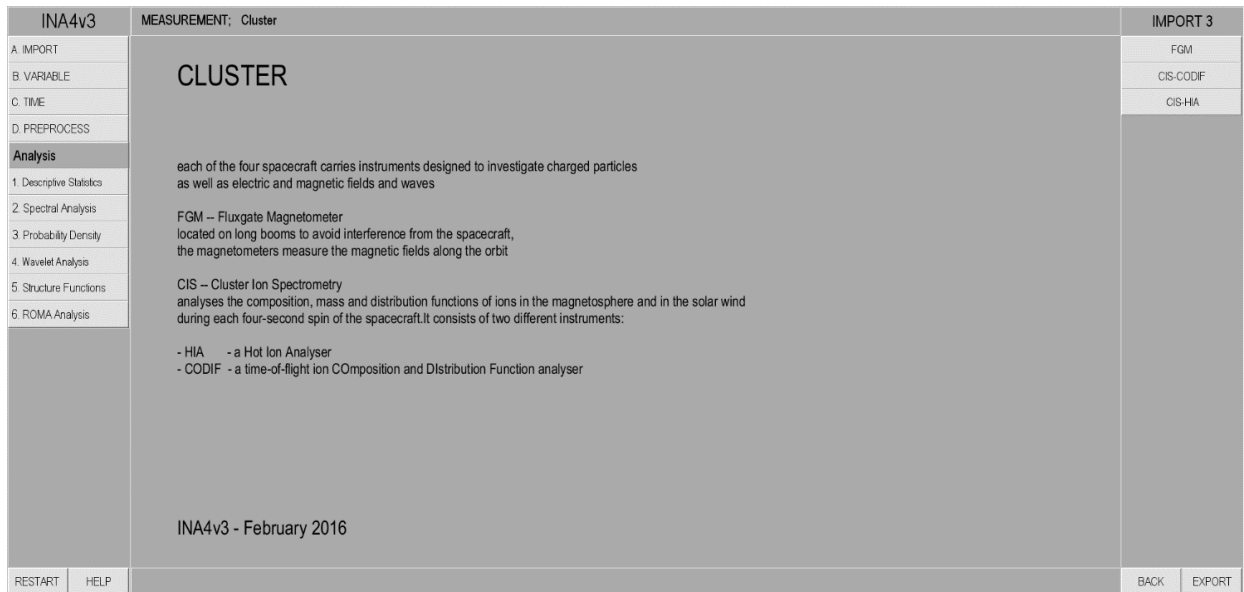 INA4v3
MEASUREMENT; Cluster
IMPORT 3
A. IMPORT
B. VARIABLE
C. TIME
D. PREPROCESS
Analysis
1. Descriptive Statistics
2. Spectral Analysis
3. Probability Density
4. Wavelet Analysis
5. Structure Functions
6. ROMA Analysis
CLUSTER
each of the four spacecraft carries instruments designed to investigate charged particles
as well as electric and magnetic fields and waves
FGM -- Fluxgate Magnetometer
located on long booms to avoid interference from the spacecraft,
the magnetometers measure the magnetic fields along the orbit
CIS -- Cluster Ion Spectrometry
analyses the composition, mass and distribution functions of ions in the magnetosphere and in the solar wind
during each four-second spin of the spacecraft.It consists of two different instruments:
- HIA - a Hot Ion Analyser
- CODIF - a time-of-flight ion COmposition and DIstribution Function analyser
INA4v3 - February 2016
FGM
CIS-CODIF
CIS-HIA
RESTART HELP
BACK EXPORT